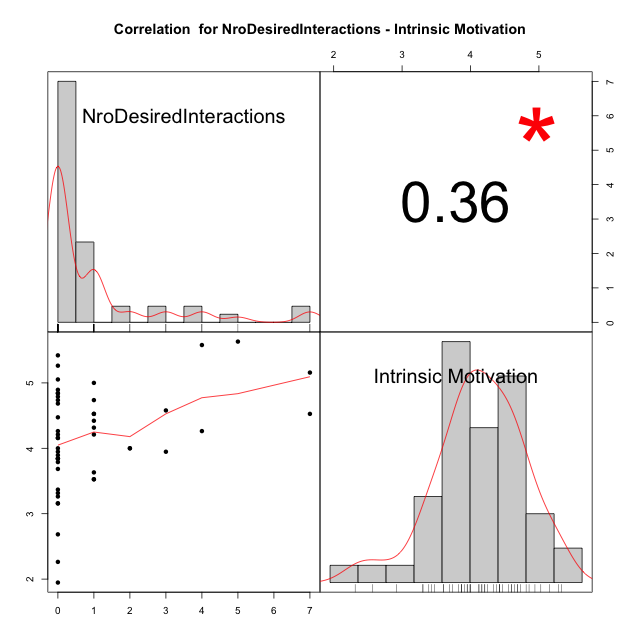 Correlation  for NroDesiredInteractions - Intrinsic Motivation
2 3 4 5
NroDesiredInteractions
*
0.36
7
6
5
4
3
2
1
0
Intrinsic Motivation
5
4
3
2
0 1 2 3 4 5 6 7